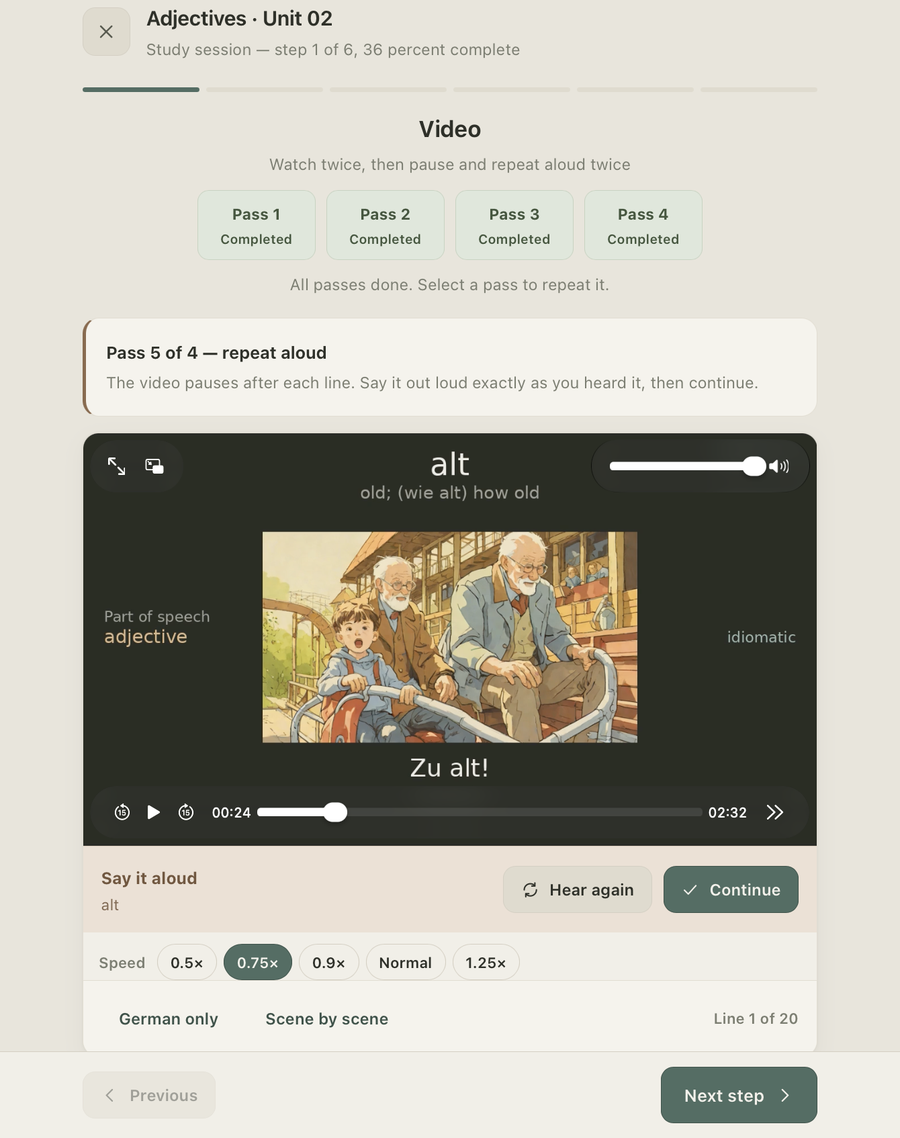 Adjectives · Unit 02
Study session — step 1 of 6, 36 percent complete
Video
Watch twice, then pause and repeat aloud twice
Pass 1
Completed
Pass 2
Completed
Pass 3
Completed
Pass 4
Completed
All passes done. Select a pass to repeat it.
Pass 5 of 4 — repeat aloud
The video pauses after each line. Say it out loud exactly as you heard it, then continue.
alt
old; (wie alt) how old
Part of speech
adjective
idiomatic
Zu alt!
15
15
00:24
02:32
Say it aloud
alt
Hear again
Continue
Speed
0.5×
0.75×
0.9×
Normal
1.25×
German only
Scene by scene
Line 1 of 20
Previous
Next step